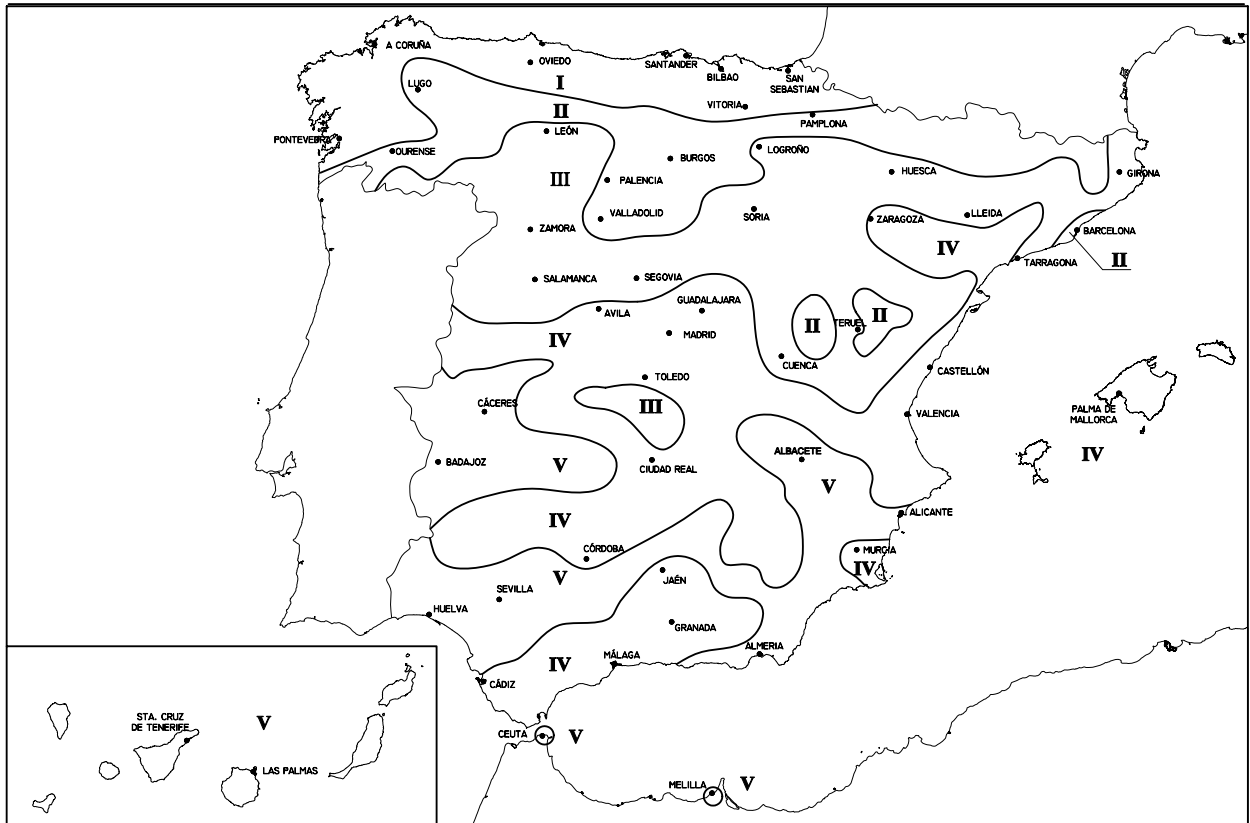 A CORUÑA
OVIEDO
SANTANDER
BILBAO
SAN
SEBASTIAN
LUGO
I
VITORIA
II
PAMPLONA
PONTEVEDRA
OURENSE
LEÓN
LOGROÑO
BURGOS
HUESCA
GIRONA
III
PALENCIA
VALLADOLID
SORIA
ZARAGOZA
LLEIDA
ZAMORA
BARCELONA
IV
II
TARRAGONA
SALAMANCA
SEGOVIA
GUADALAJARA
AVILA
II
TERUEL
II
IV
MADRID
CUENCA
CASTELLÓN
TOLEDO
CÁCERES
III
VALENCIA
PALMA DE
MALLORCA
IV
BADAJOZ
V
CIUDAD REAL
ALBACETE
V
IV
ALICANTE
CÓRDOBA
MURCIA
IV
V
JAÉN
SEVILLA
HUELVA
GRANADA
ALMERIA
MÁLAGA
IV
CÁDIZ
STA. CRUZ
DE TENERIFE
V
LAS PALMAS
CEUTA
V
MELILLA
V